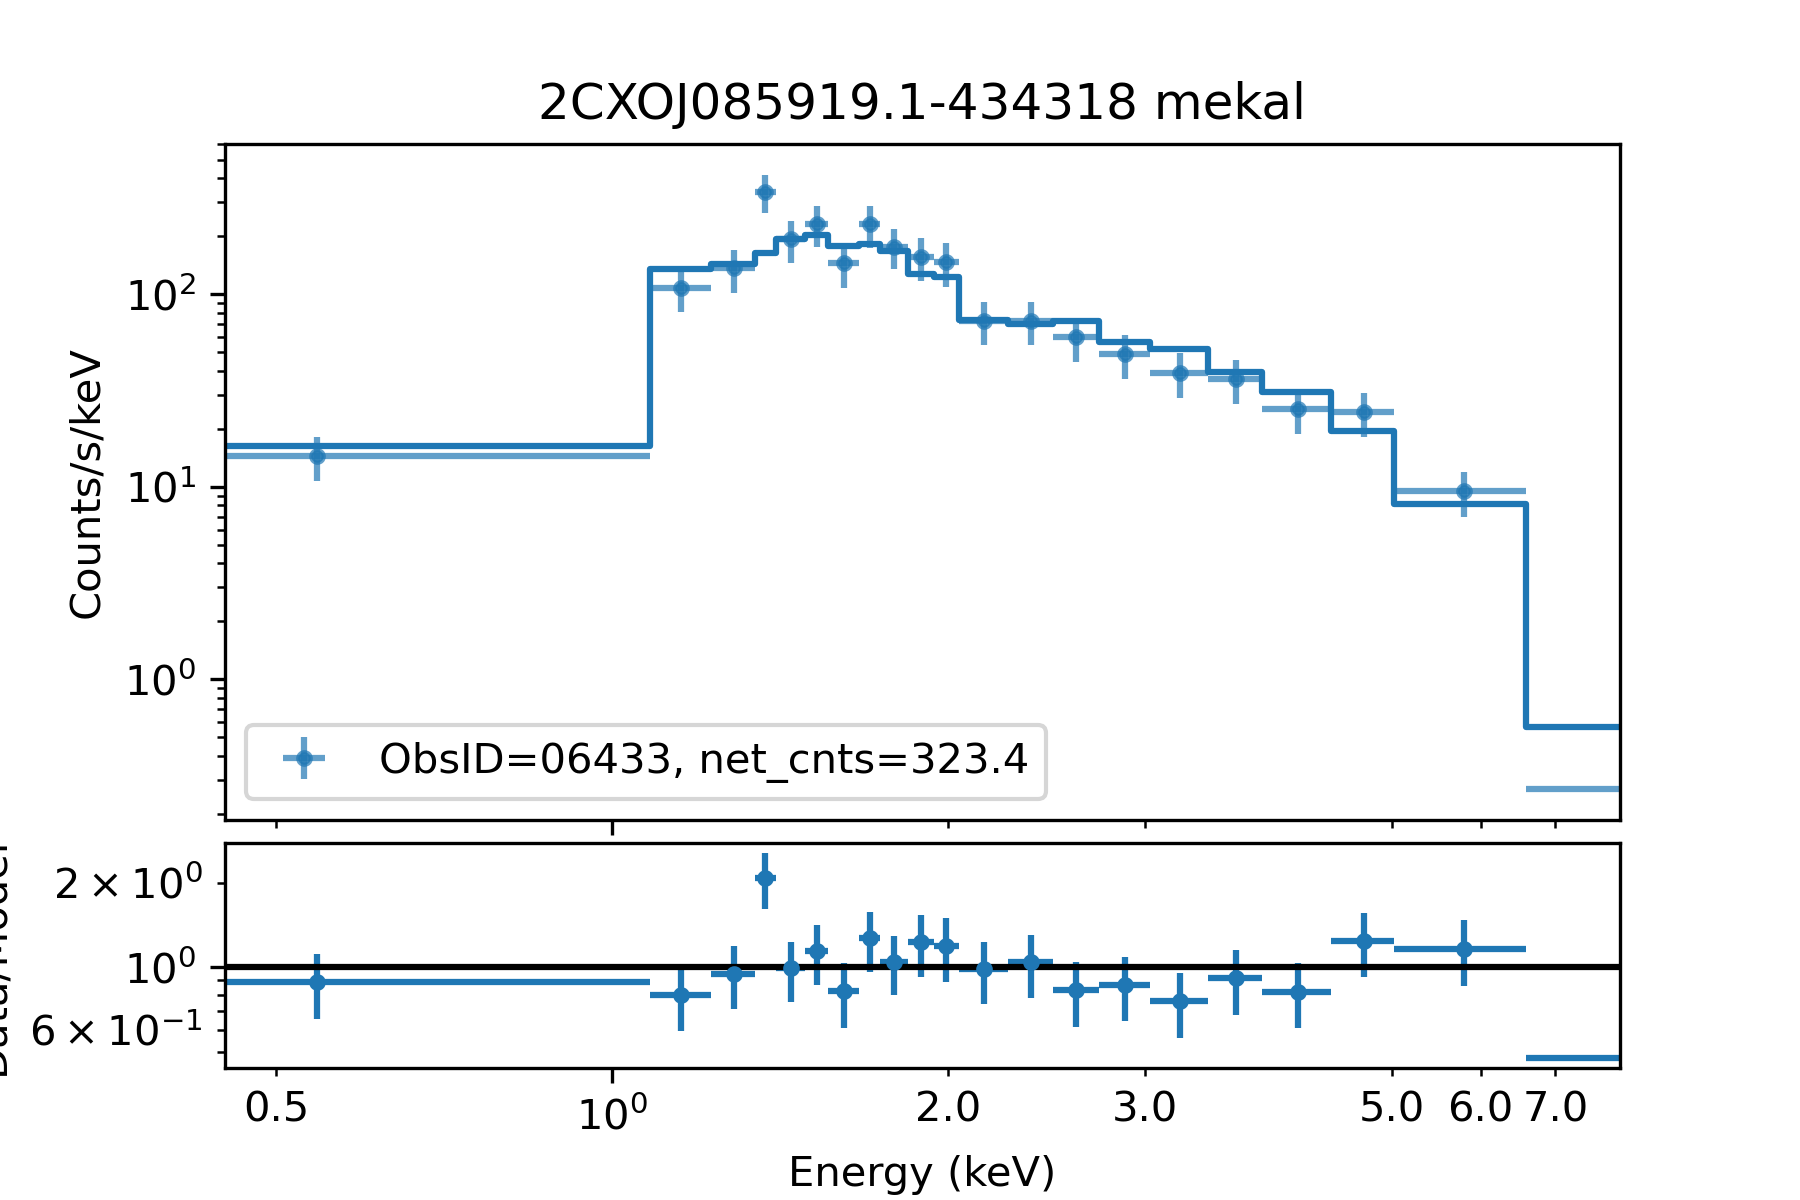 2CXOJ085919.1-434318 mekal
Counts/s/keV
10²
10¹
10⁰
ObsID=06433, net_cnts=323.4
2 × 10⁰
10⁰
6 × 10⁻¹
0.5
10⁰
2.0
3.0
5.0
6.0
7.0
Energy (keV)